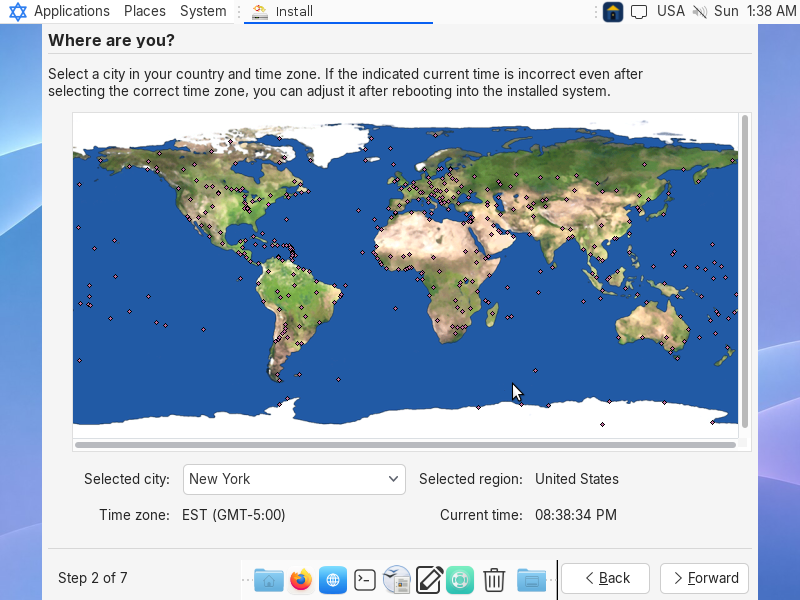 Applications Places System Install USA Sun 1:38 AM
Where are you?
Select a city in your country and time zone. If the indicated current time is incorrect even after
selecting the correct time zone, you can adjust it after rebooting into the installed system.
Selected city: New York Selected region: United States
Time zone: EST (GMT-5:00) Current time: 08:38:34 PM
Step 2 of 7 Back Forward